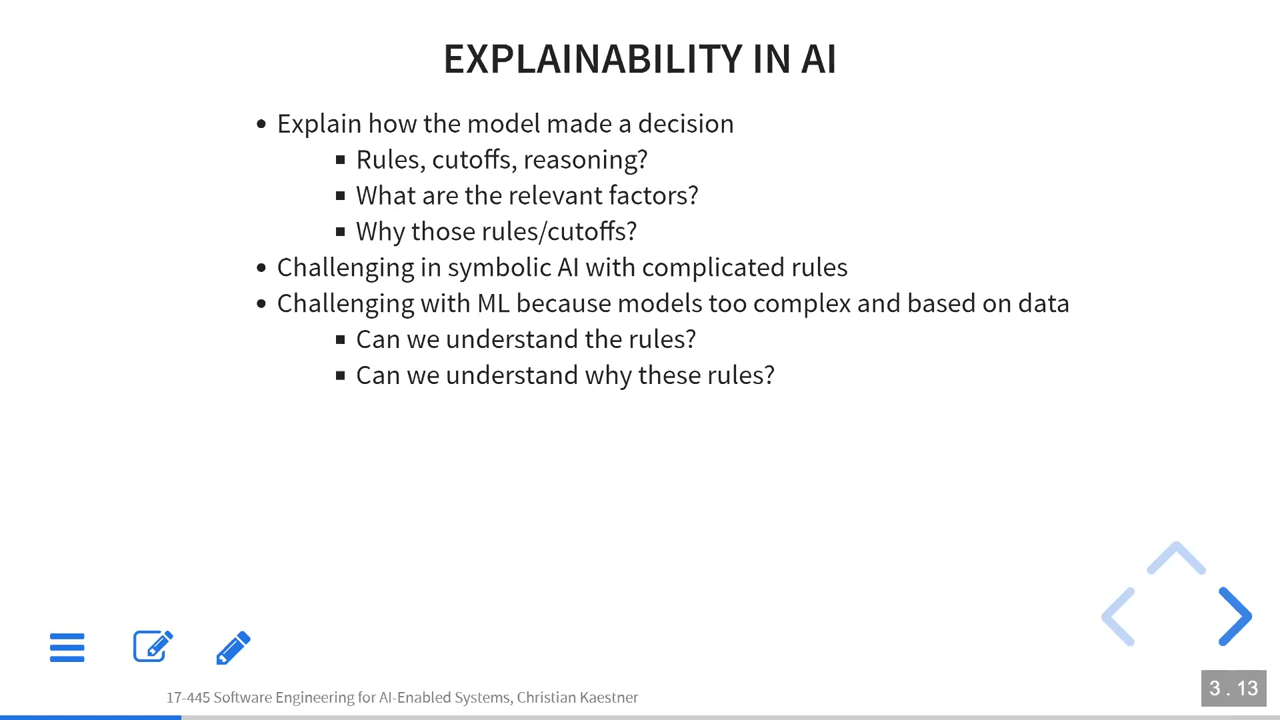 EXPLAINABILITY IN AI
• Explain how the model made a decision
▪ Rules, cutoffs, reasoning?
▪ What are the relevant factors?
▪ Why those rules/cutoffs?
• Challenging in symbolic AI with complicated rules
• Challenging with ML because models too complex and based on data
▪ Can we understand the rules?
▪ Can we understand why these rules?
17-445 Software Engineering for AI-Enabled Systems, Christian Kaestner
3 . 13